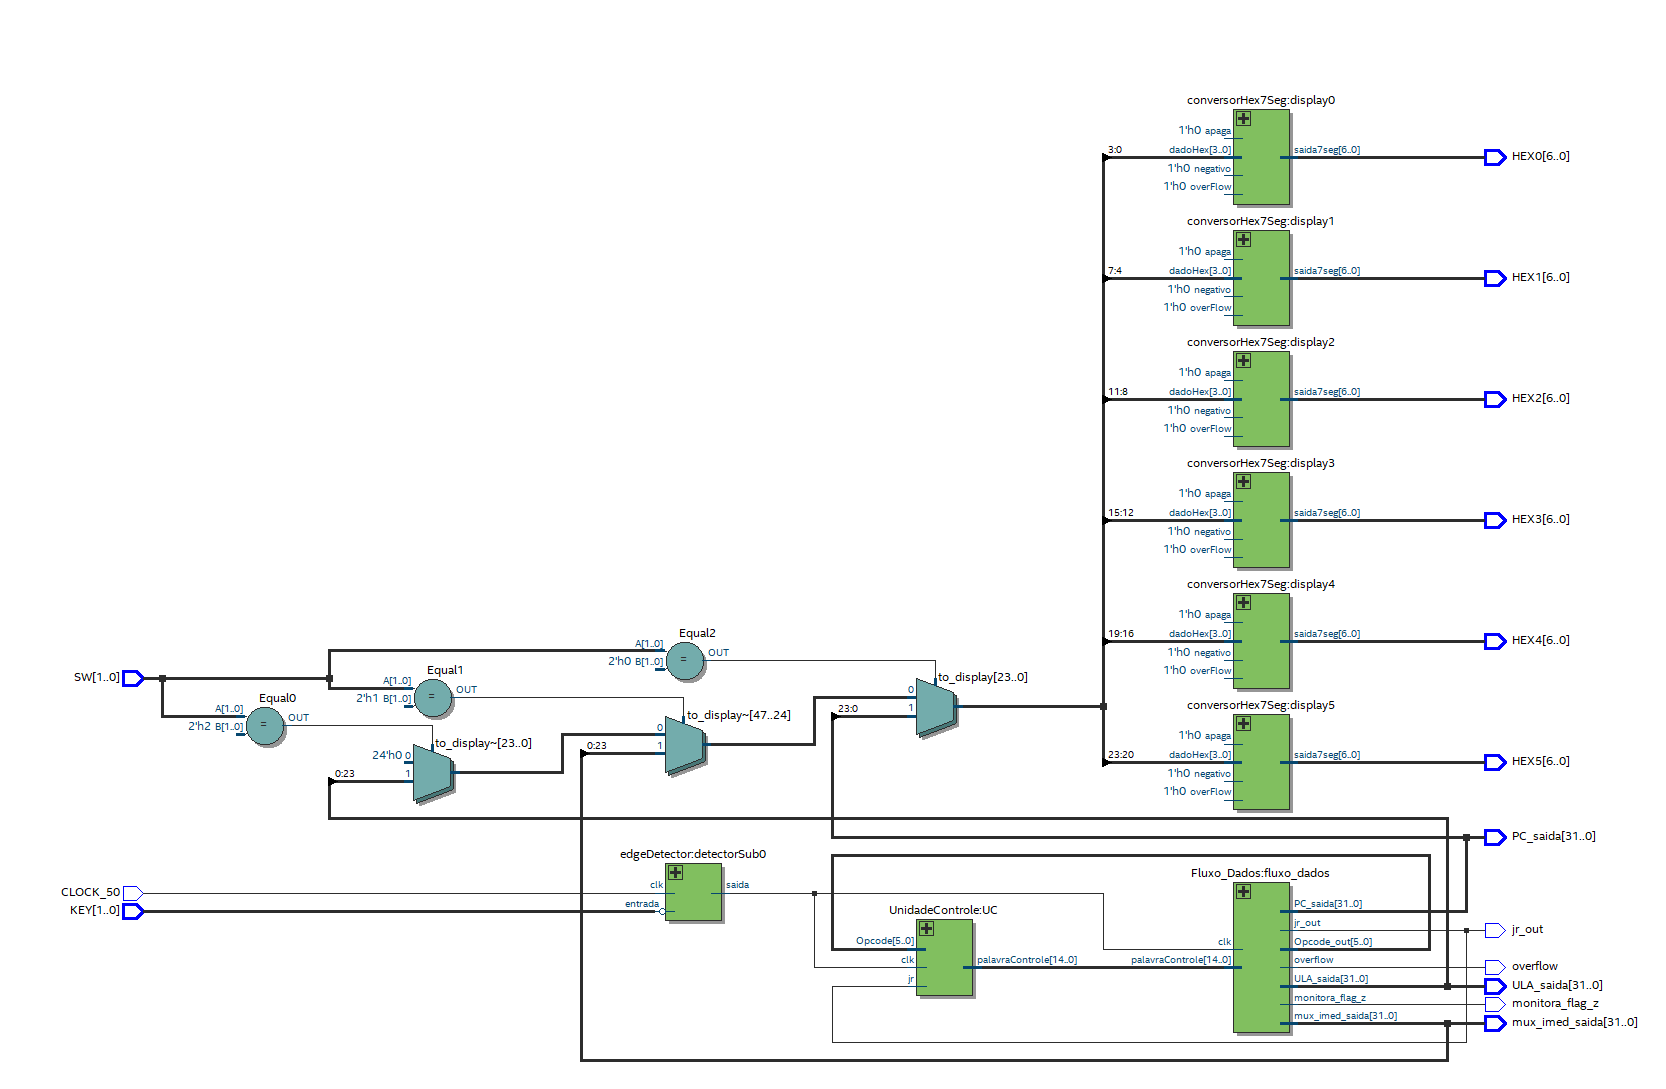 conversorHex7Seg:display0
1'h0 apaga
3:0
dadoHex[3..0]
saida7seg[6..0]
HEX0[6..0]
1'h0 negativo
1'h0 overFlow
conversorHex7Seg:display1
1'h0 apaga
7:4
dadoHex[3..0]
saida7seg[6..0]
HEX1[6..0]
1'h0 negativo
1'h0 overFlow
conversorHex7Seg:display2
1'h0 apaga
11:8
dadoHex[3..0]
saida7seg[6..0]
HEX2[6..0]
1'h0 negativo
1'h0 overFlow
conversorHex7Seg:display3
1'h0 apaga
15:12
dadoHex[3..0]
saida7seg[6..0]
HEX3[6..0]
1'h0 negativo
1'h0 overFlow
conversorHex7Seg:display4
1'h0 apaga
19:16
dadoHex[3..0]
saida7seg[6..0]
HEX4[6..0]
1'h0 negativo
1'h0 overFlow
conversorHex7Seg:display5
1'h0 apaga
23:20
dadoHex[3..0]
saida7seg[6..0]
HEX5[6..0]
1'h0 negativo
1'h0 overFlow
SW[1..0]
Equal2
A[1..0]
2'h0 B[1..0]
=
OUT
Equal1
A[1..0]
2'h1 B[1..0]
=
OUT
Equal0
A[1..0]
2'h2 B[1..0]
=
OUT
to_display[23..0]
0
23:0
1
to_display~[47..24]
0
0:23
1
to_display~[23..0]
24'h0 0
0:23
1
PC_saida[31..0]
edgeDetector:detectorSub0
CLOCK_50
clk
saida
KEY[1..0]
entrada
UnidadeControle:UC
Opcode[5..0]
clk
palavraControle[14..0]
jr
Fluxo_Dados:fluxo_dados
PC_saida[31..0]
jr_out
clk
Opcode_out[5..0]
palavraControle[14..0]
overflow
ULA_saida[31..0]
monitora_flag_z
mux_imed_saida[31..0]
jr_out
overflow
ULA_saida[31..0]
monitora_flag_z
mux_imed_saida[31..0]